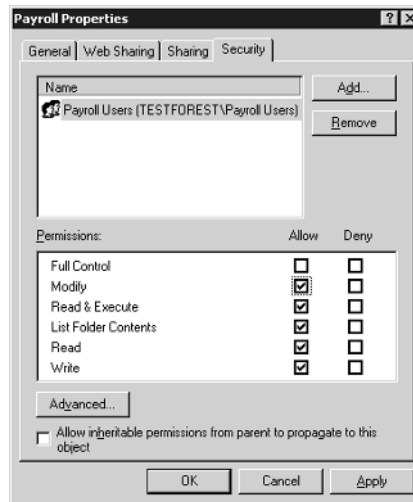 Payroll Properties
General Web Sharing Sharing Security
Name
Payroll Users (TESTFOREST\Payroll Users)
Add...
Remove
Permissions: Allow Deny
Full Control
Modify
Read & Execute
List Folder Contents
Read
Write
Advanced...
Allow inheritable permissions from parent to propagate to this
object
OK Cancel Apply